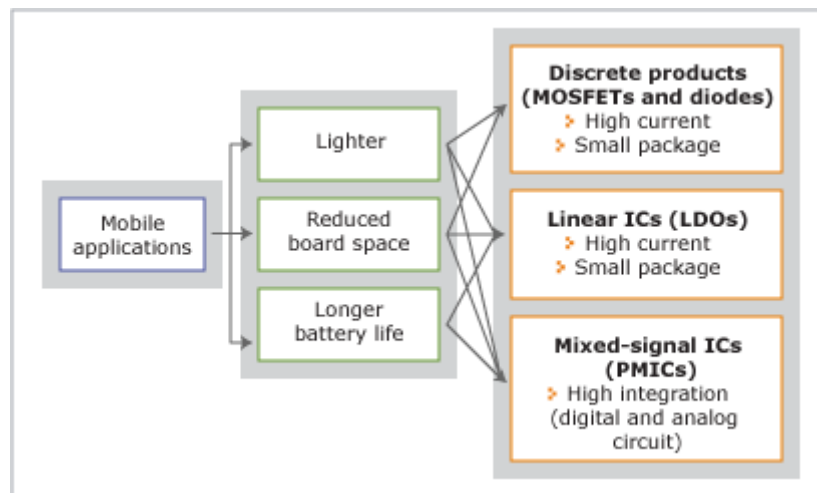 Mobile
applications
Lighter
Reduced
board space
Longer
battery life
Discrete products
(MOSFETs and diodes)
High current
Small package
Linear ICs (LDOs)
High current
Small package
Mixed-signal ICs
(PMICs)
High integration
(digital and analog
circuit)